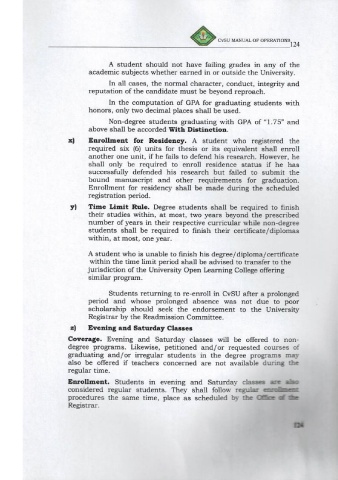 CVSU MANUAL OF OPERATIONS
124
A student should not have failing grades in any of the
academic subjects whether earned in or outside the University.
In all cases, the normal character, conduct, integrity and
reputation of the candidate must be beyond reproach.
In the computation of GPA for graduating students with
honors, only two decimal places shall be used.
Non-degree students graduating with GPA of "1.75" and
above shall be accorded With Distinction.
x) Enrollment for Residency. A student who registered the
required six (6) units for thesis or its equivalent shall enroll
another one unit, if he fails to defend his research. However, he
shall only be required to enroll residence status if he has
successfully defended his research but failed to submit the
bound manuscript and other requirements for graduation.
Enrollment for residency shall be made during the scheduled
registration period.
y) Time Limit Rule. Degree students shall be required to finish
their studies within, at most, two years beyond the prescribed
number of years in their respective curricular while non-degree
students shall be required to finish their certificate/diplomas
within, at most, one year.
A student who is unable to finish his degree/diploma/certificate
within the time limit period shall be advised to transfer to the
jurisdiction of the University Open Learning College offering
similar program.
Students returning to re-enroll in CvSU after a prolonged
period and whose prolonged absence was not due to poor
scholarship should seek the endorsement to the University
Registrar by the Readmission Committee.
z) Evening and Saturday Classes
Coverage. Evening and Saturday classes will be offered to non-
degree programs. Likewise, petitioned and/or requested courses of
graduating and/or irregular students in the degree programs may
also be offered if teachers concerned are not available during the
regular time.
Enrollment. Students in evening and Saturday classes are also
considered regular students. They shall follow regular enrollment
procedures the same time, place as scheduled by the Office of the
Registrar.
124